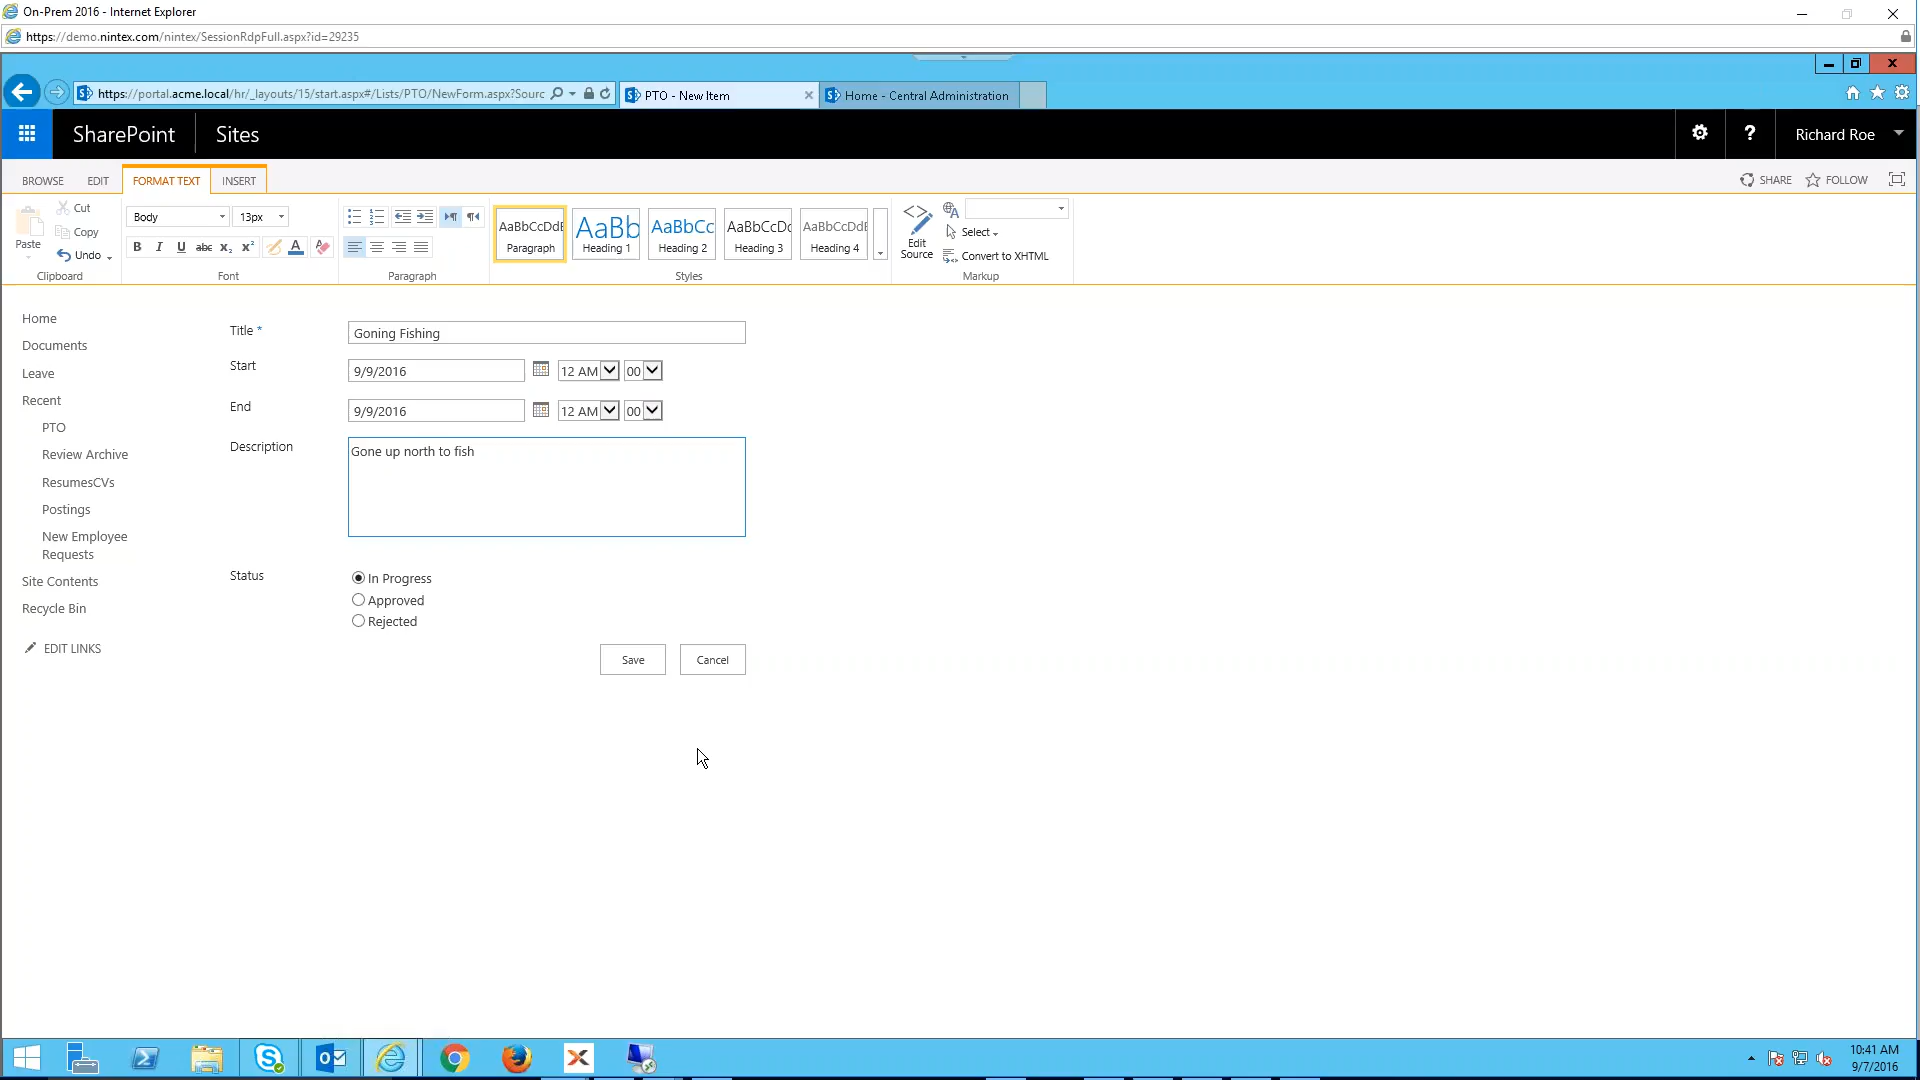 On-Prem 2016 - Internet Explorer
https://demo.nintex.com/nintex/SessionRdpFull.aspx?id=29235
https://portal.acme.local/hr/_layouts/15/start.aspx#/Lists/PTO/NewForm.aspx?Sourc
PTO - New Item
Home - Central Administration
SharePoint
Sites
Richard Roe
BROWSE
EDIT
FORMAT TEXT
INSERT
SHARE
FOLLOW
Paste
Cut
Copy
Undo
Clipboard
Body
13px
B I U abc x₂ x²
Font
Paragraph
AaBbCcDdE
Paragraph
AaBb
Heading 1
AaBbCc
Heading 2
AaBbCcDc
Heading 3
AaBbCcDdE
Heading 4
Styles
Edit
Source
Select
Convert to XHTML
Markup
Home
Documents
Leave
Recent
PTO
Review Archive
ResumesCVs
Postings
New Employee
Requests
Site Contents
Recycle Bin
EDIT LINKS
Title *
Goning Fishing
Start
9/9/2016
12 AM
00
End
9/9/2016
12 AM
00
Description
Gone up north to fish
Status
In Progress
Approved
Rejected
Save
Cancel
10:41 AM
9/7/2016